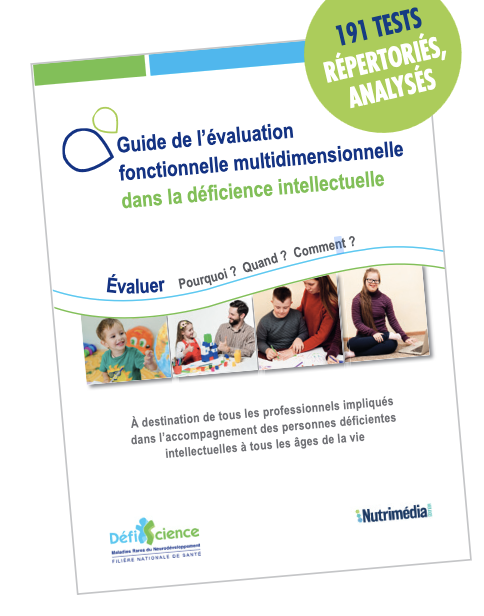 191 TESTS
RÉPERTORIÉS,
ANALYSÉS
Guide de l’évaluation
fonctionnelle multidimensionnelle
dans la déficience intellectuelle
Évaluer Pourquoi ? Quand ? Comment ?
À destination de tous les professionnels impliqués
dans l’accompagnement des personnes déficientes
intellectuelles à tous les âges de la vie
DéfiScience
Maladies Rares du Neurodéveloppement
FILIÈRE NATIONALE DE SANTÉ
Nutrimédia